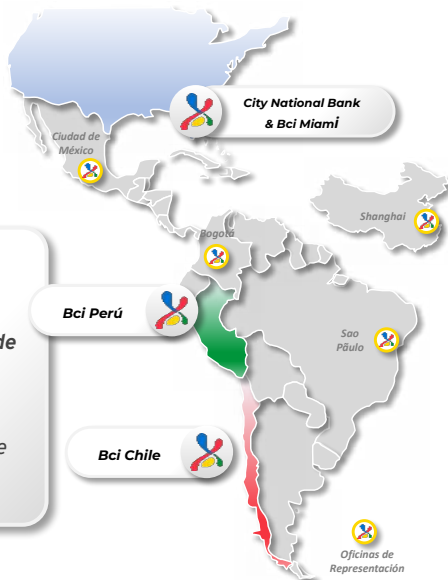 City National Bank
& Bci Miami
Ciudad de
México
Shanghai
Bogotá
Bci Perú
de
Sao
Pãulo
e
Bci Chile
Oficinas de
Representación